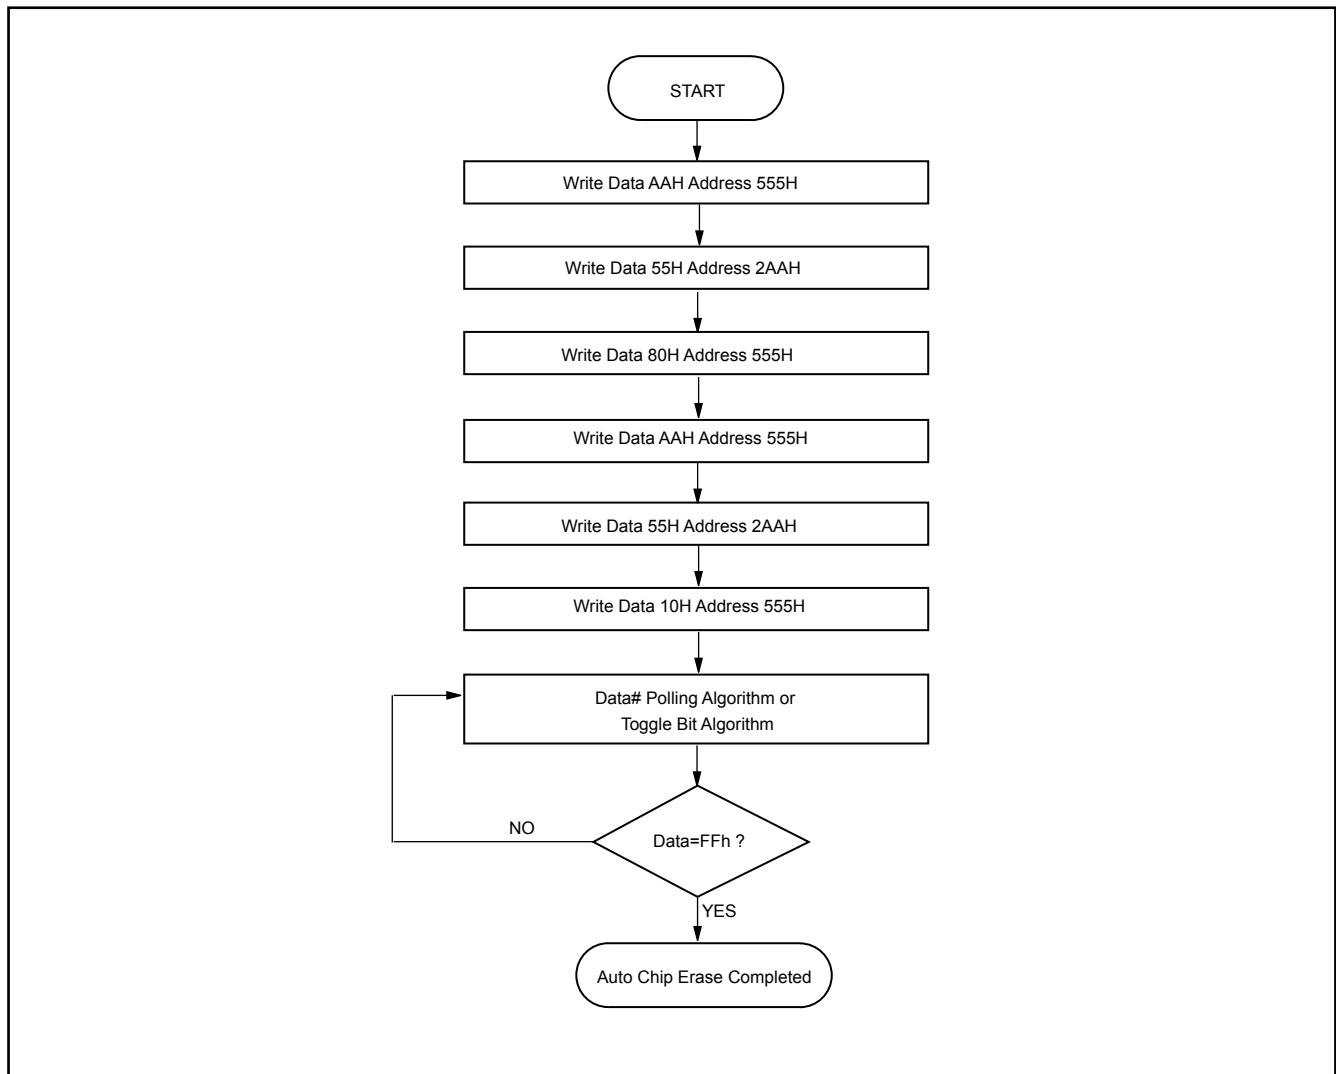 START
Write Data AAH Address 555H
Write Data 55H Address 2AAH
Write Data 80H Address 555H
Write Data AAH Address 555H
Write Data 55H Address 2AAH
Write Data 10H Address 555H
Data# Polling Algorithm or
Toggle Bit Algorithm
NO
Data=FFh ?
YES
Auto Chip Erase Completed